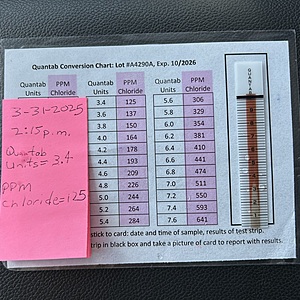 Quantab Conversion Chart: Lot #A4290A, Exp. 10/2026
Quantab Units PPM Chloride Quantab Units PPM Chloride Quantab Units PPM Chloride
3.4 125 5.6 306
3.6 137 5.8 329
3.8 150 6.0 354
4.0 164 6.2 381
4.2 178 6.4 410
4.4 193 6.6 441
4.6 209 6.8 474
4.8 226 7.0 511
5.0 244 7.2 550
5.2 264 7.4 593
5.4 284 7.6 641
3-31-2025
2:15 p.m.
Quantab
Units = 3.4
PPM
Chloride=125
stick to card: date and time of sample, results of test strip.
strip in black box and take a picture of card to report with results.
QUANTAB